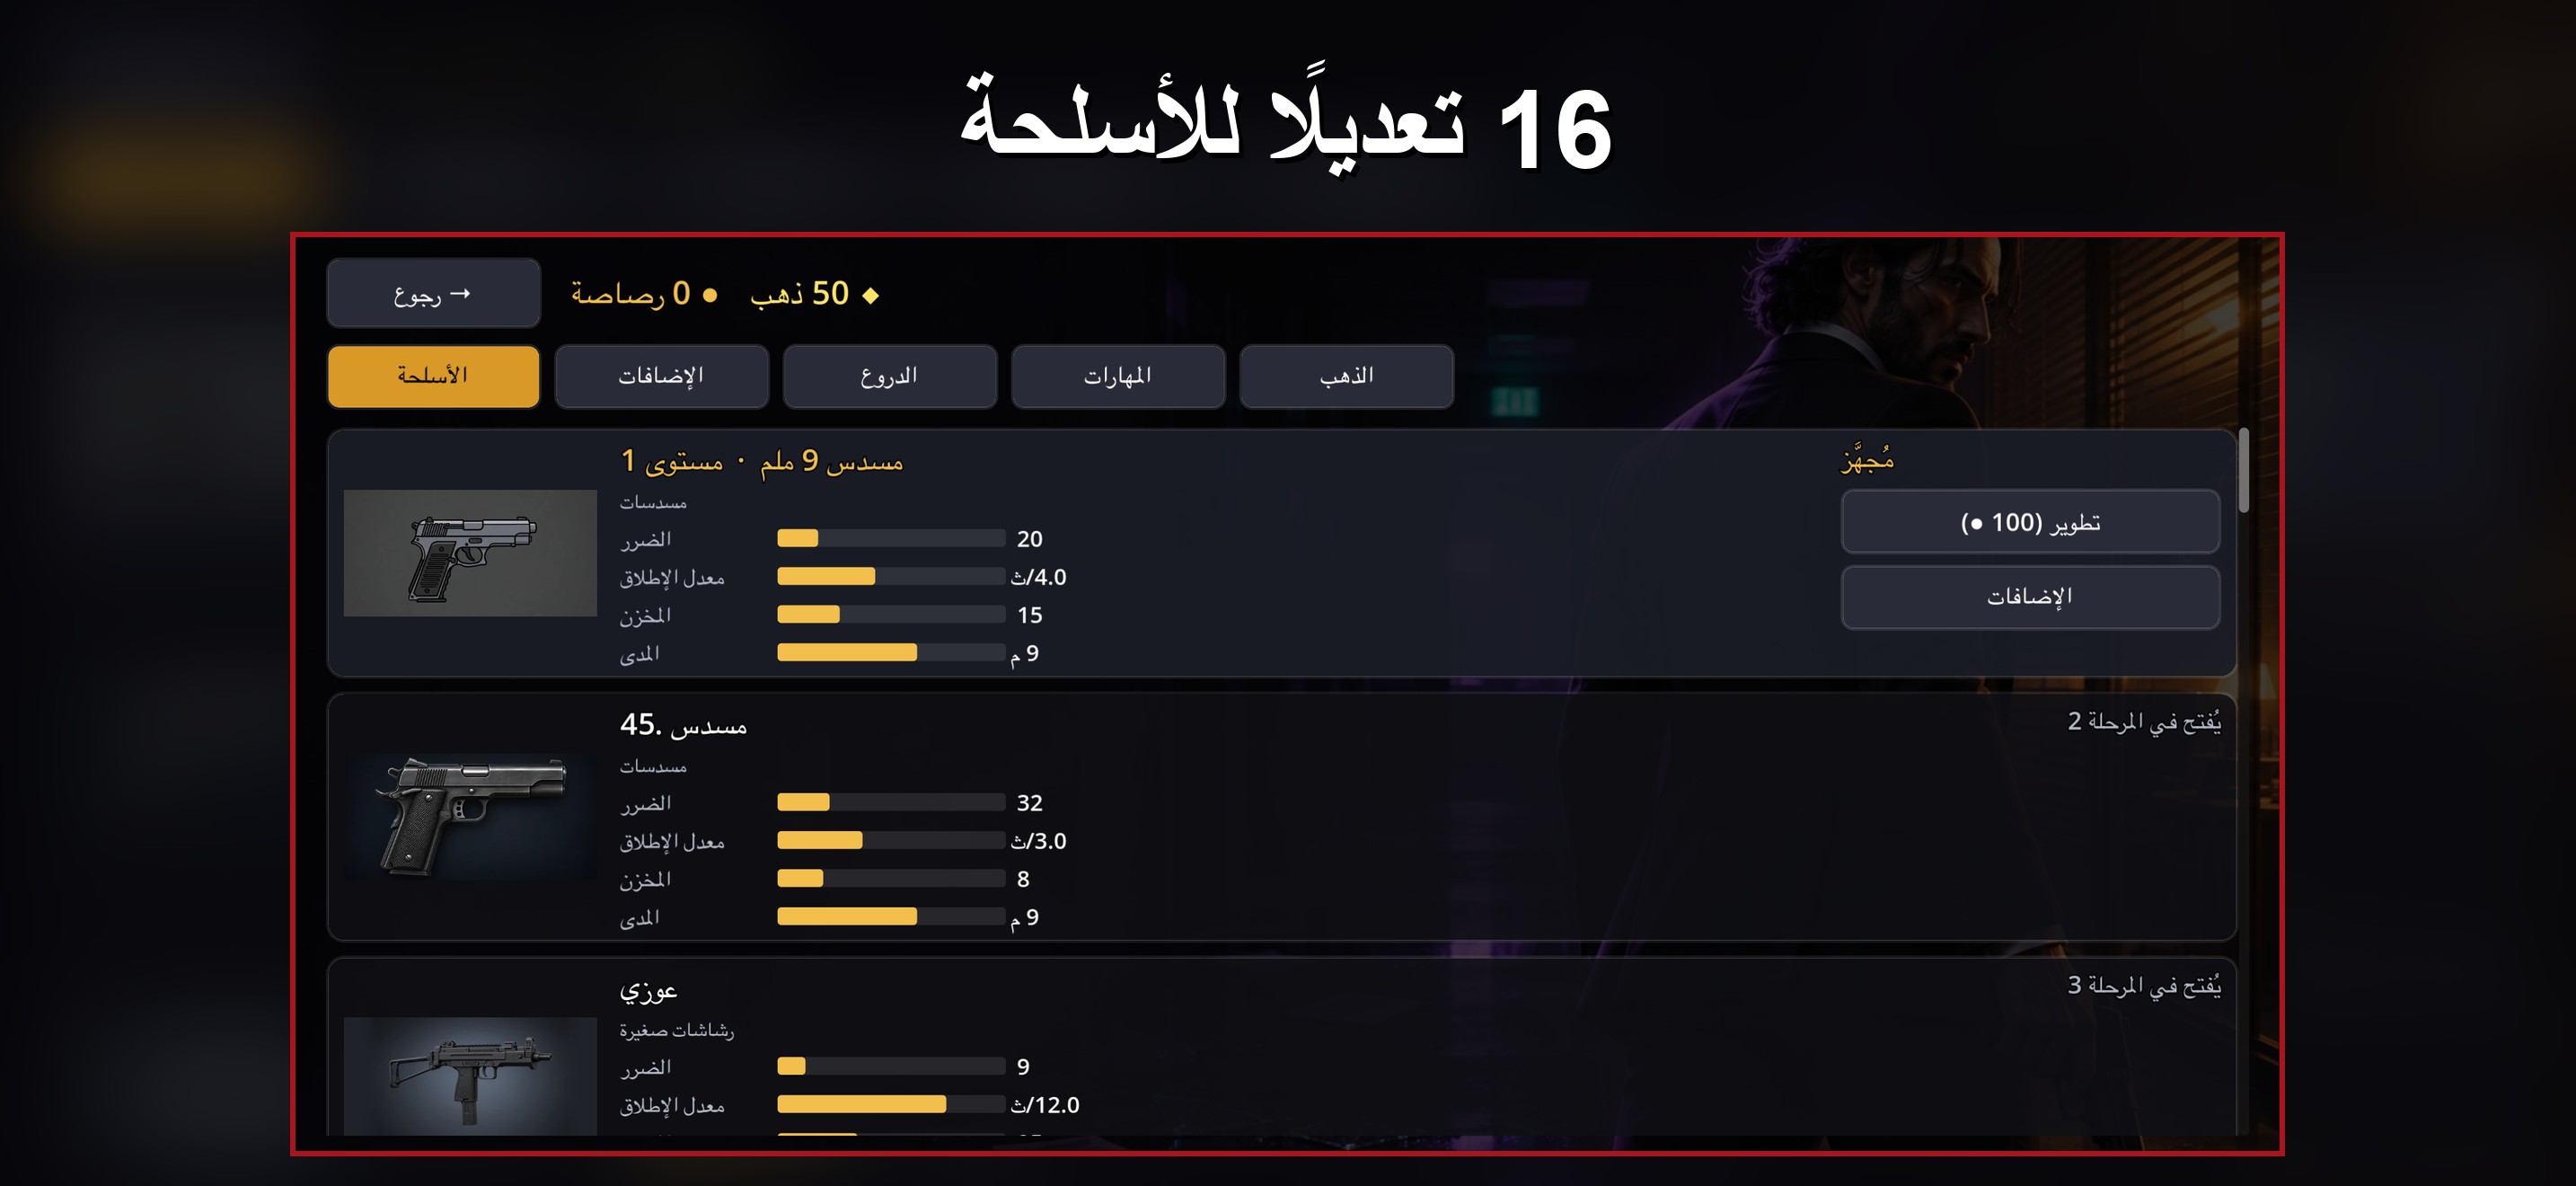 16 تعديلًا للأسلحة
→ رجوع
● 0 رصاصة
◆ 50 ذهب
الأسلحة
الإضافات
الدروع
المهارات
الذهب
مسدس 9 ملم · مستوى 1
مُجهَّز
مسدسات
الضرر 20
معدل الإطلاق 4.0/ث
المخزن 15
المدى 9 م
تطوير (100 ●)
الإضافات
مسدس .45
يُفتح في المرحلة 2
مسدسات
الضرر 32
معدل الإطلاق 3.0/ث
المخزن 8
المدى 9 م
عوزي
يُفتح في المرحلة 3
رشاشات صغيرة
الضرر 9
معدل الإطلاق 12.0/ث